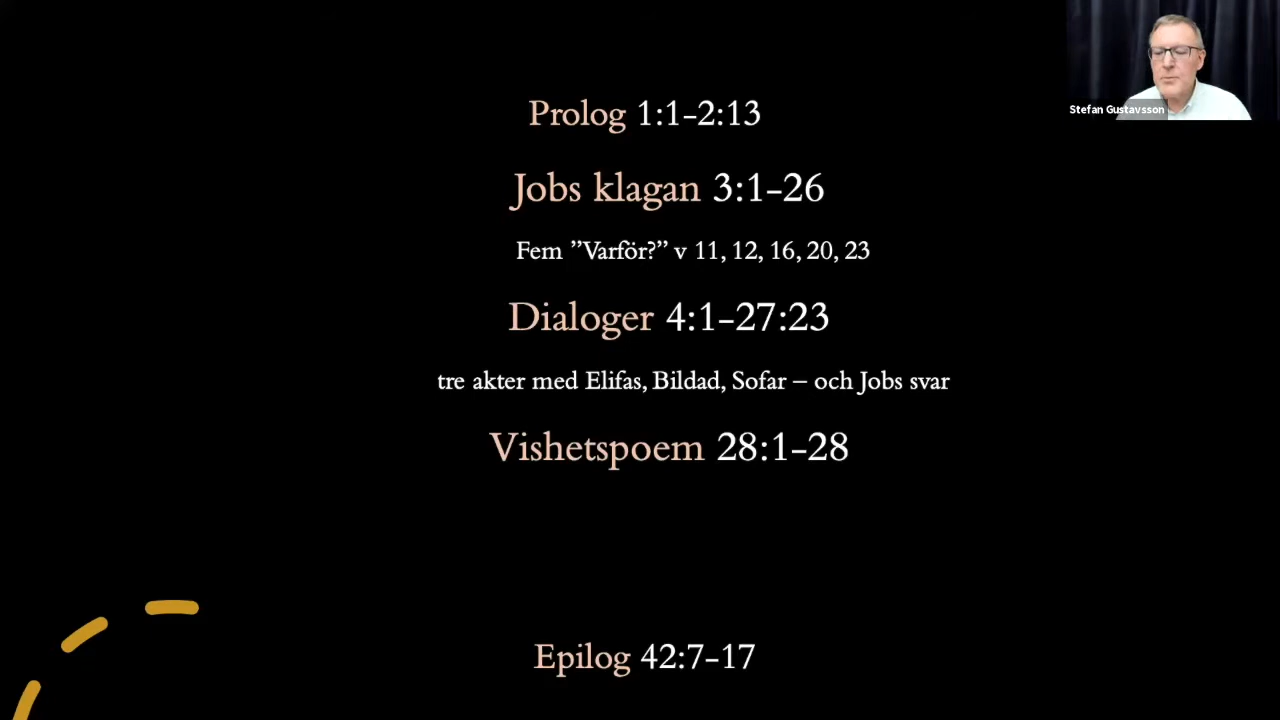 Prolog 1:1–2:13
Stefan Gustavsson
Jobs klagan 3:1–26
Fem ”Varför?” v 11, 12, 16, 20, 23
Dialoger 4:1–27:23
tre akter med Elifas, Bildad, Sofar – och Jobs svar
Vishetspoem 28:1–28
Epilog 42:7–17